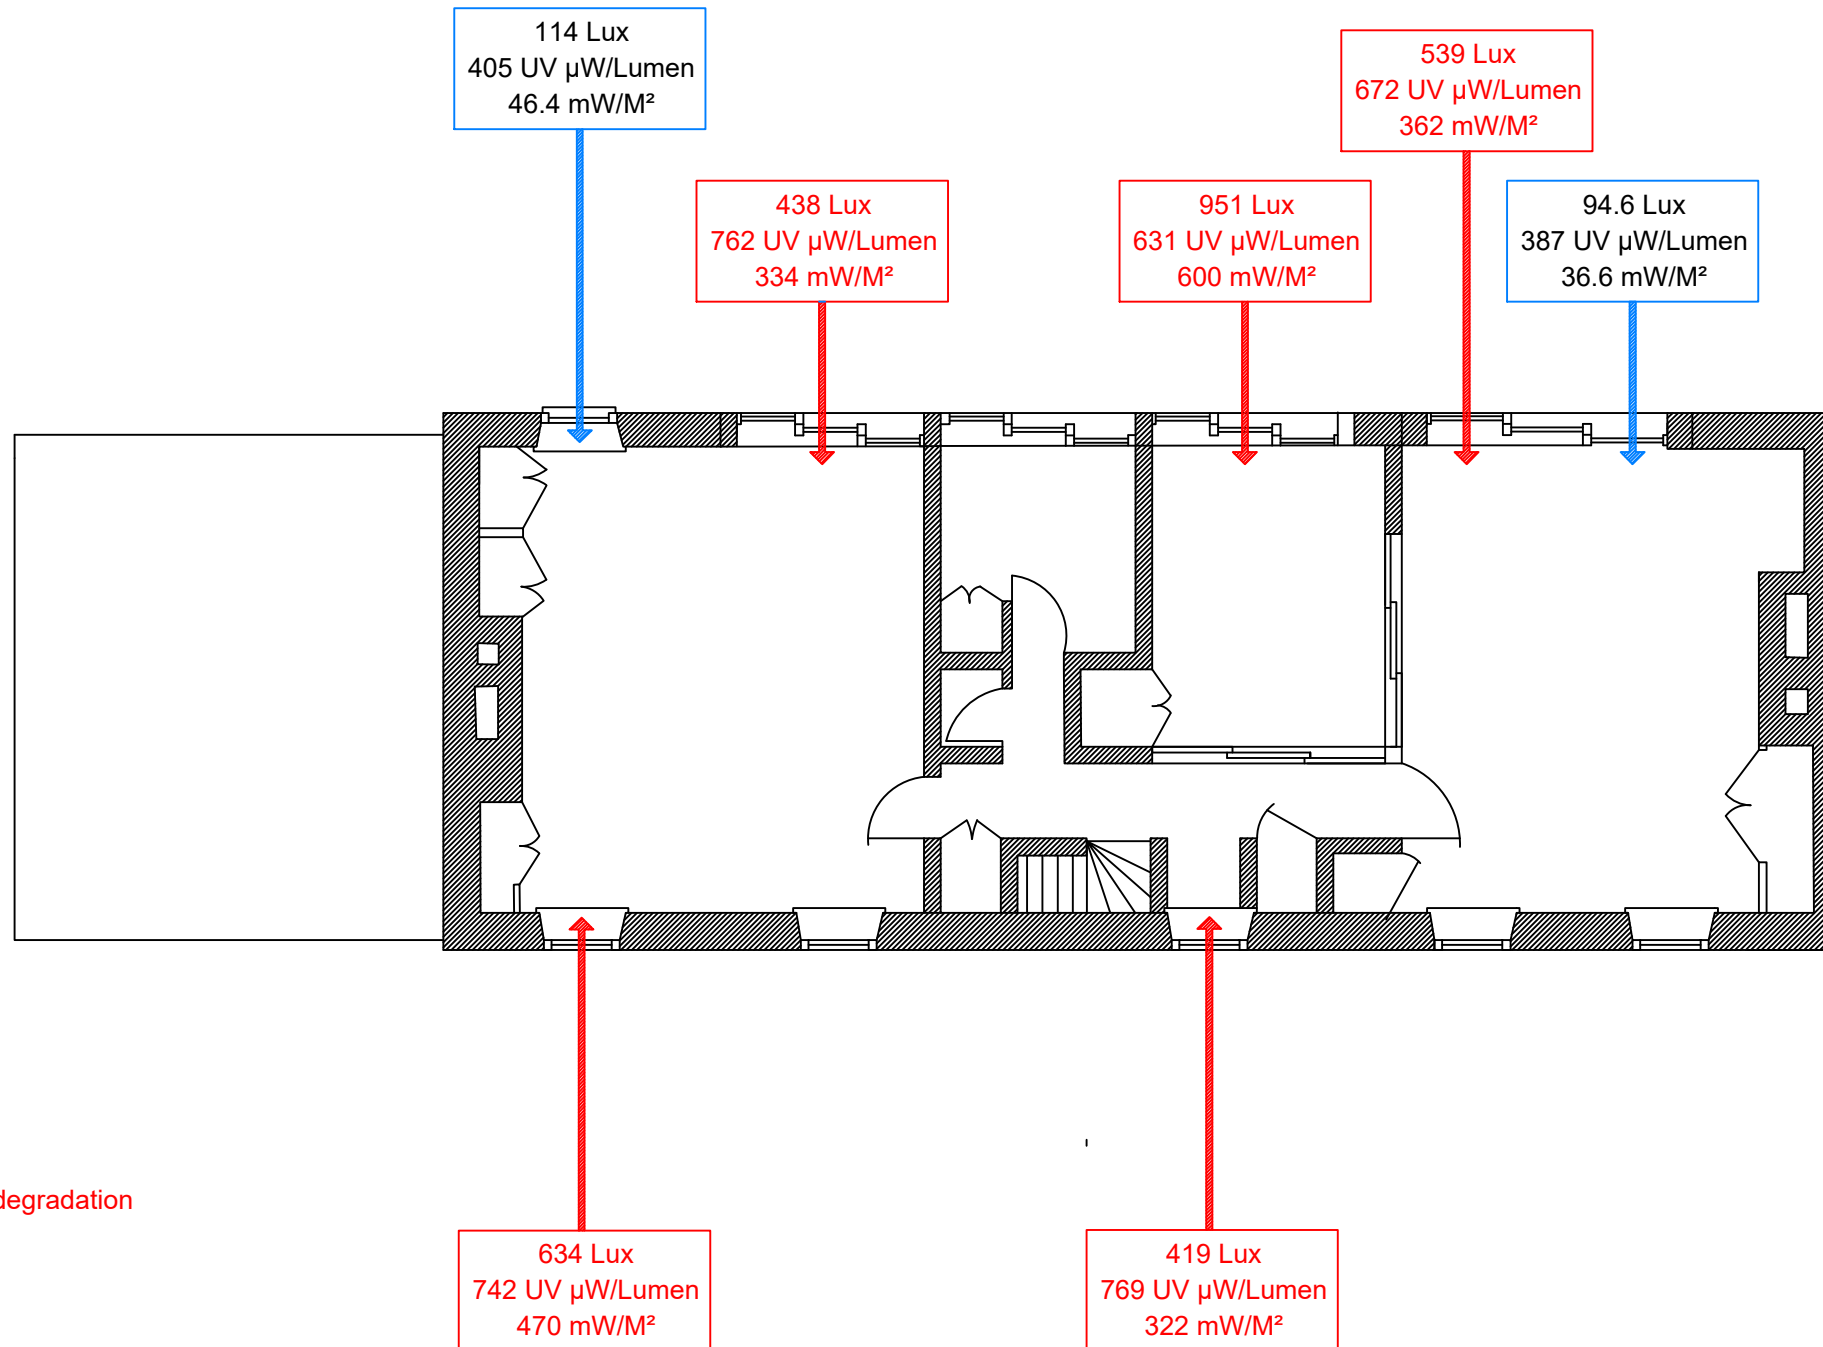 114 Lux
405 UV µW/Lumen
46.4 mW/M²
539 Lux
672 UV µW/Lumen
362 mW/M²
438 Lux
762 UV µW/Lumen
334 mW/M²
951 Lux
631 UV µW/Lumen
600 mW/M²
94.6 Lux
387 UV µW/Lumen
36.6 mW/M²
degradation
634 Lux
742 UV µW/Lumen
470 mW/M²
419 Lux
769 UV µW/Lumen
322 mW/M²